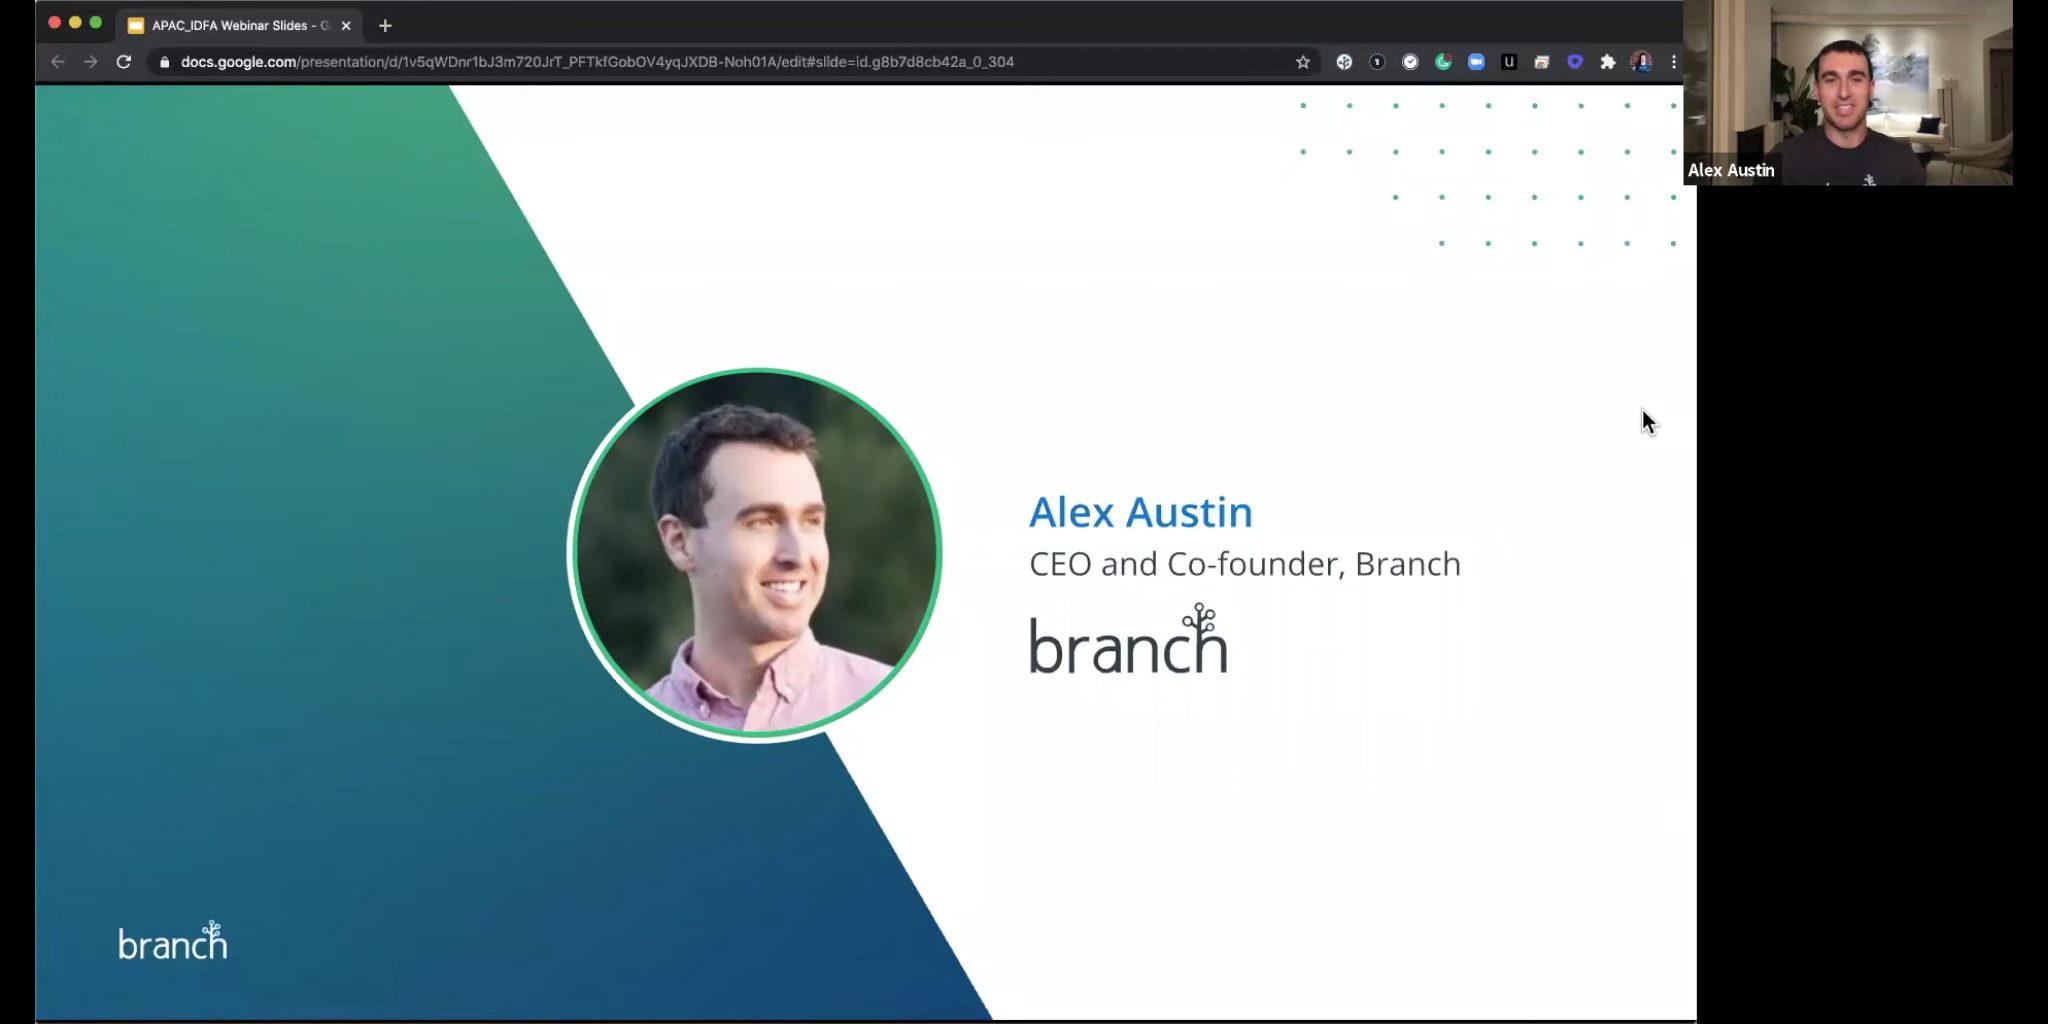 APAC_IDFA Webinar Slides - G
docs.google.com/presentation/d/1v5qWDnr1bJ3m720JrT_PFTkfGobOV4yqJXDB-Noh01A/edit#slide=id.g8b7d8cb42a_0_304
Alex Austin
Alex Austin
CEO and Co-founder, Branch
branch
branch